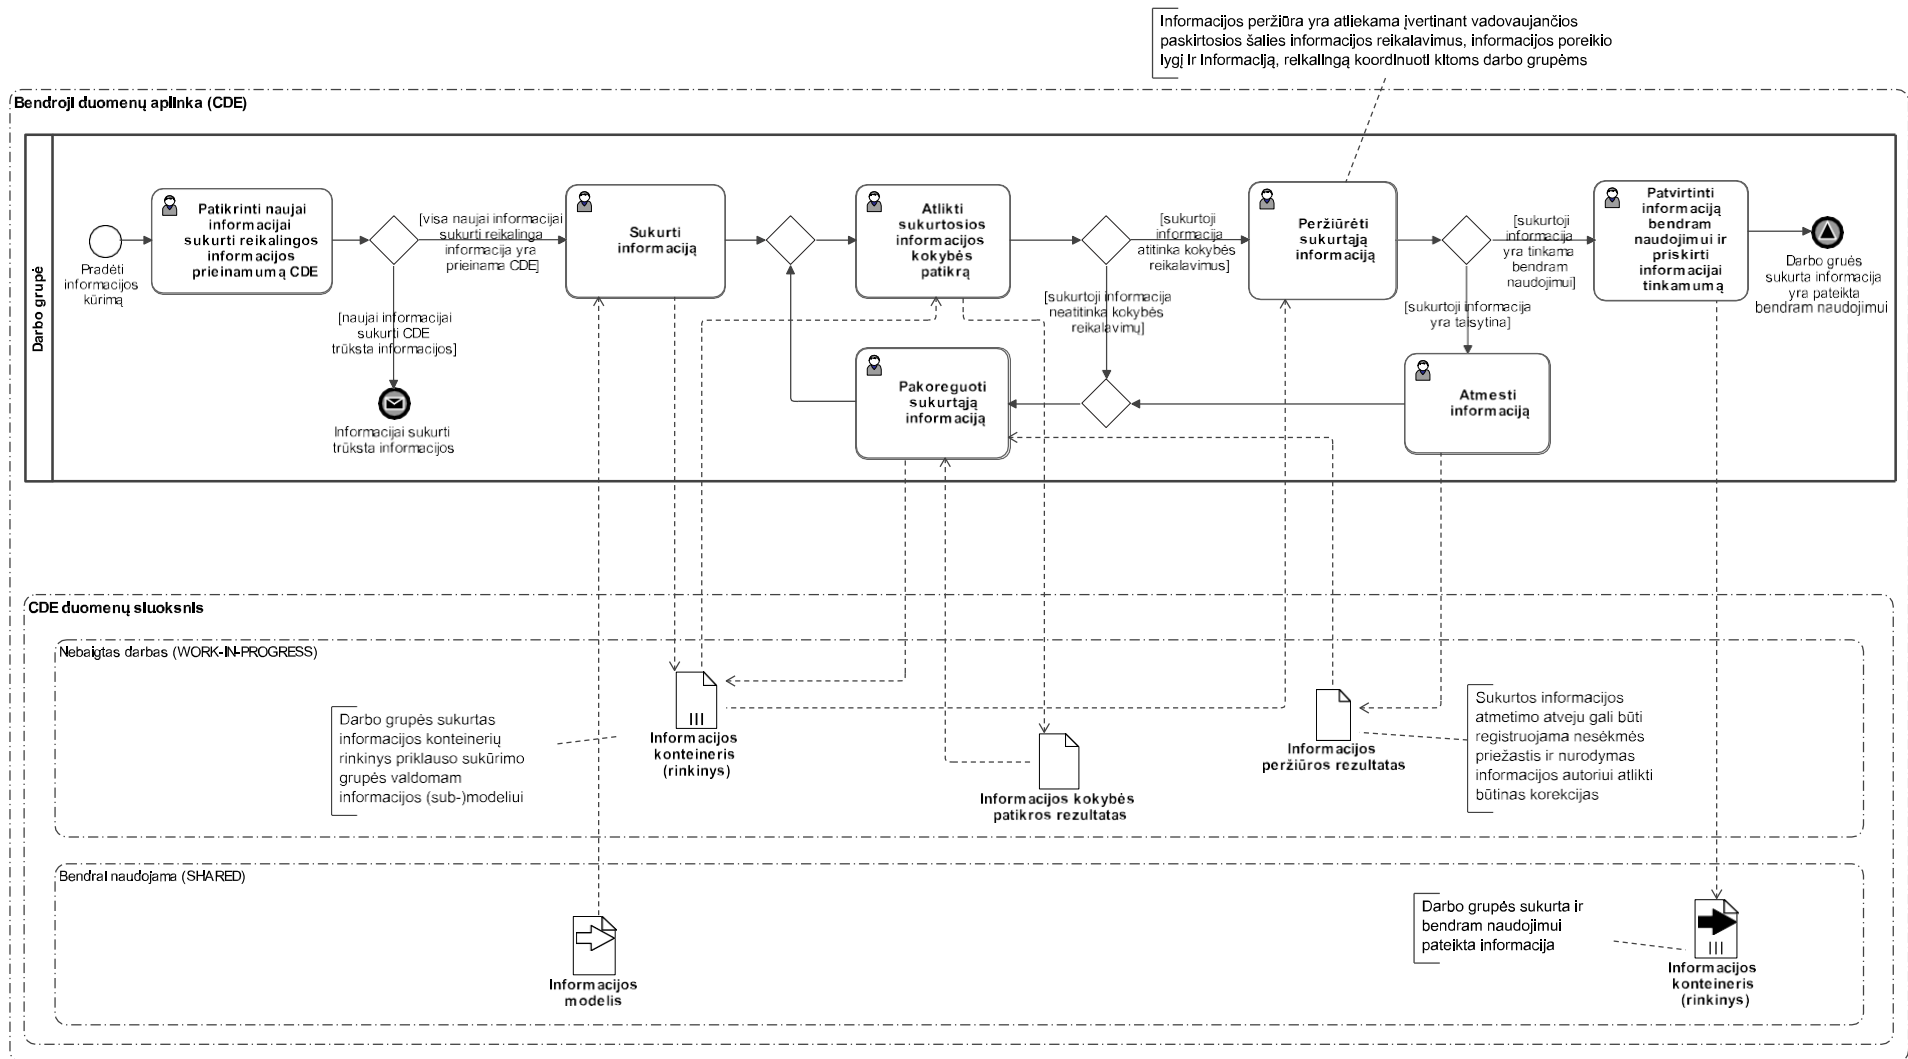 Informacijos peržiūra yra atliekama įvertinant vadovaujančios
paskirtosios šalies informacijos reikalavimus, informacijos poreikio
lygį ir informaciją, reikalingą koordinuoti kitoms darbo grupėms
Bendroji duomenų aplinka (CDE)
Darbo grupė
Pradėti
informacijos
kūrimą
Patikrinti naujai
informacijai
sukurti reikalingos
informacijos
prieinamumą CDE
[visa naujai informacijai
sukurti reikalinga
informacija yra
prieinama CDE]
[naujai informacijai
sukurti CDE
trūksta informacijos]
Informacijai sukurti
trūksta informacijos
Sukurti
informaciją
Atlikti
sukurtosios
informacijos
kokybės
patikrą
[sukurtoji
informacija
atitinka kokybės
reikalavimus]
[sukurtoji informacija
neatitinka kokybės
reikalavimų]
Pakoreguoti
sukurtąją
informaciją
Peržiūrėti
sukurtąją
informaciją
[sukurtoji
informacija
yra tinkama
bendram
naudojimui]
[sukurtoji informacija
yra taisytina]
Atmesti
informaciją
Patvirtinti
informaciją
bendram
naudojimui ir
priskirti
informacijai
tinkamumą
Darbo gruės
sukurta informacija
yra pateikta
bendram naudojimui
CDE duomenų sluoksnis
Nebaigtas darbas (WORK-IN-PROGRESS)
Darbo grupės sukurtas
informacijos konteinerių
rinkinys priklauso sukūrimo
grupės valdomam
informacijos (sub-)modeliui
Informacijos
konteineris
(rinkinys)
Informacijos kokybės
patikros rezultatas
Informacijos
peržiūros rezultatas
Sukurtos informacijos
atmetimo atveju gali būti
registruojama nesėkmės
priežastis ir nurodymas
informacijos autoriui atlikti
būtinas korekcijas
Bendrai naudojama (SHARED)
Informacijos
modelis
Darbo grupės sukurta ir
bendram naudojimui
pateikta informacija
Informacijos
konteineris
(rinkinys)